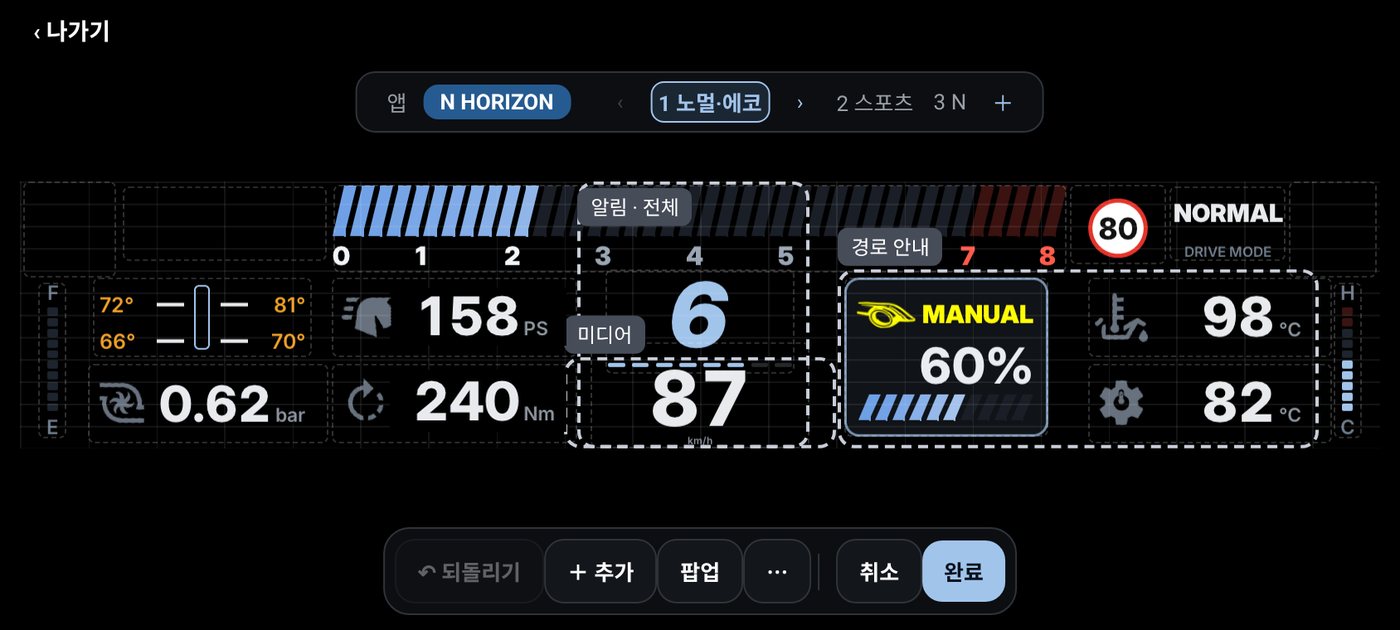 ‹ 나가기
앱 N HORIZON ‹ 1 노멀·에코 › 2 스포츠 3 N +
알림 · 전체
0 1 2 3 4 5 7 8
경로 안내
80
NORMAL
DRIVE MODE
F
72° 81°
66° 70°
158 PS
6
MANUAL
60%
98 °C
H
미디어
0.62 bar
240 Nm
87
km/h
82 °C
E
C
↶ 되돌리기 + 추가 팝업 ··· 취소 완료